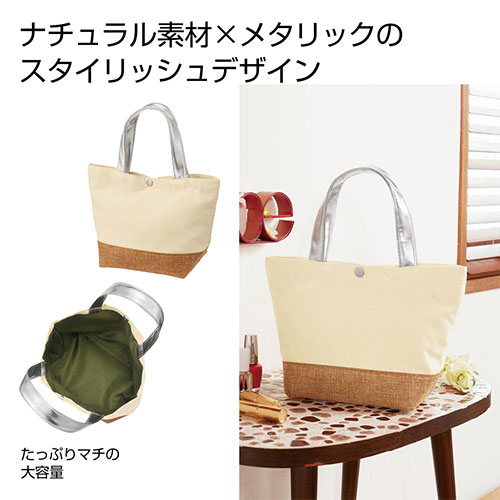 ナチュラル素材×メタリックの
スタイリッシュデザイン
たっぷりマチの
大容量